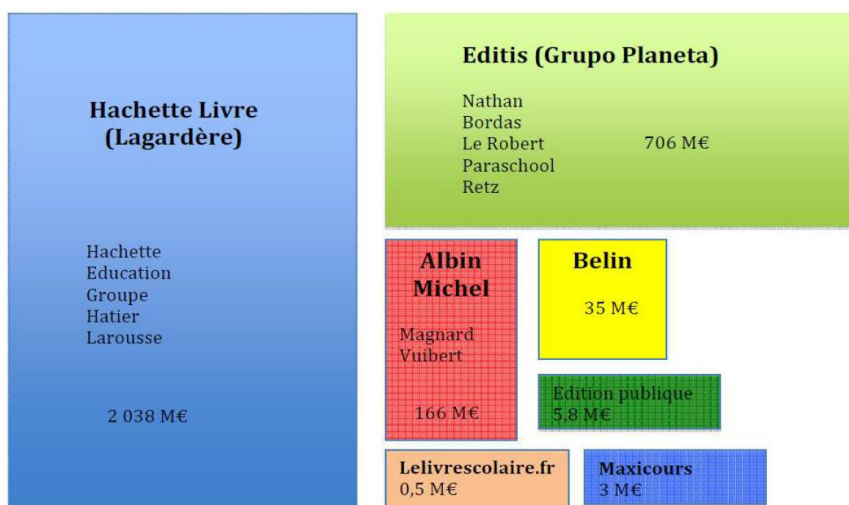 Hachette Livre
(Lagardère)
Hachette
Education
Groupe
Hatier
Larousse
2 038 M€
Editis (Grupo Planeta)
Nathan
Bordas
Le Robert
Paraschool
Retz
706 M€
Albin
Michel
Magnard
Vuibert
166 M€
Belin
35 M€
Edition publique
5,8 M€
Lelivrescolaire.fr
0,5 M€
Maxicours
3 M€